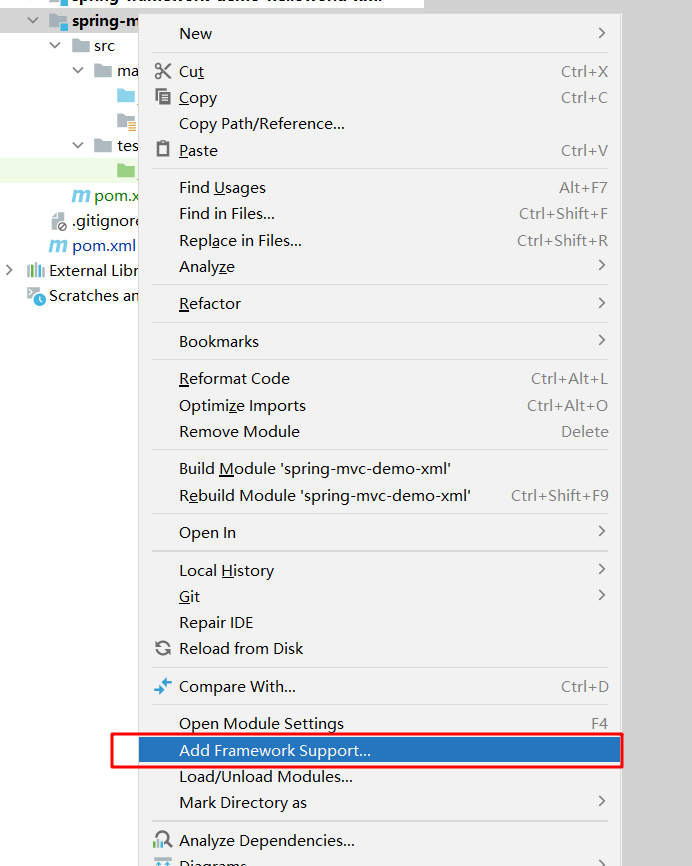 spring-m
src
ma
tes
pom.x
.gitignore
pom.xml
External Libr
Scratches an
New
Cut Ctrl+X
Copy Ctrl+C
Copy Path/Reference...
Paste Ctrl+V
Find Usages Alt+F7
Find in Files... Ctrl+Shift+F
Replace in Files... Ctrl+Shift+R
Analyze
Refactor
Bookmarks
Reformat Code Ctrl+Alt+L
Optimize Imports Ctrl+Alt+O
Remove Module Delete
Build Module 'spring-mvc-demo-xml'
Rebuild Module 'spring-mvc-demo-xml' Ctrl+Shift+F9
Open In
Local History
Git
Repair IDE
Reload from Disk
Compare With... Ctrl+D
Open Module Settings F4
Add Framework Support...
Load/Unload Modules...
Mark Directory as
Analyze Dependencies...
Diagrams